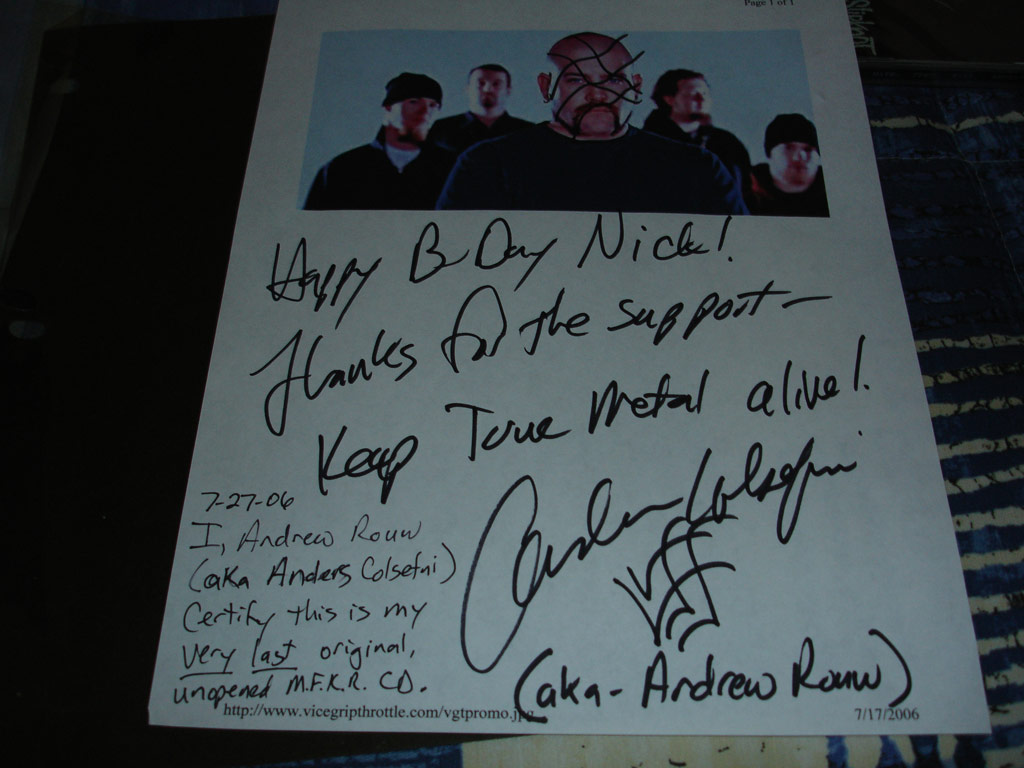 Page 1 of 1
Happy B-Day Nick!
Thanks for the support-
Keep True Metal alive!
Anders Colsefni
(aka- Andrew Rouw)
7-27-06
I, Andrew Rouw
(aka Anders Colsefni)
Certify this is my
very last original,
unopened M.F.K.R. CD.
http://www.vicegripthrottle.com/vgtpromo.jpg
7/17/2006